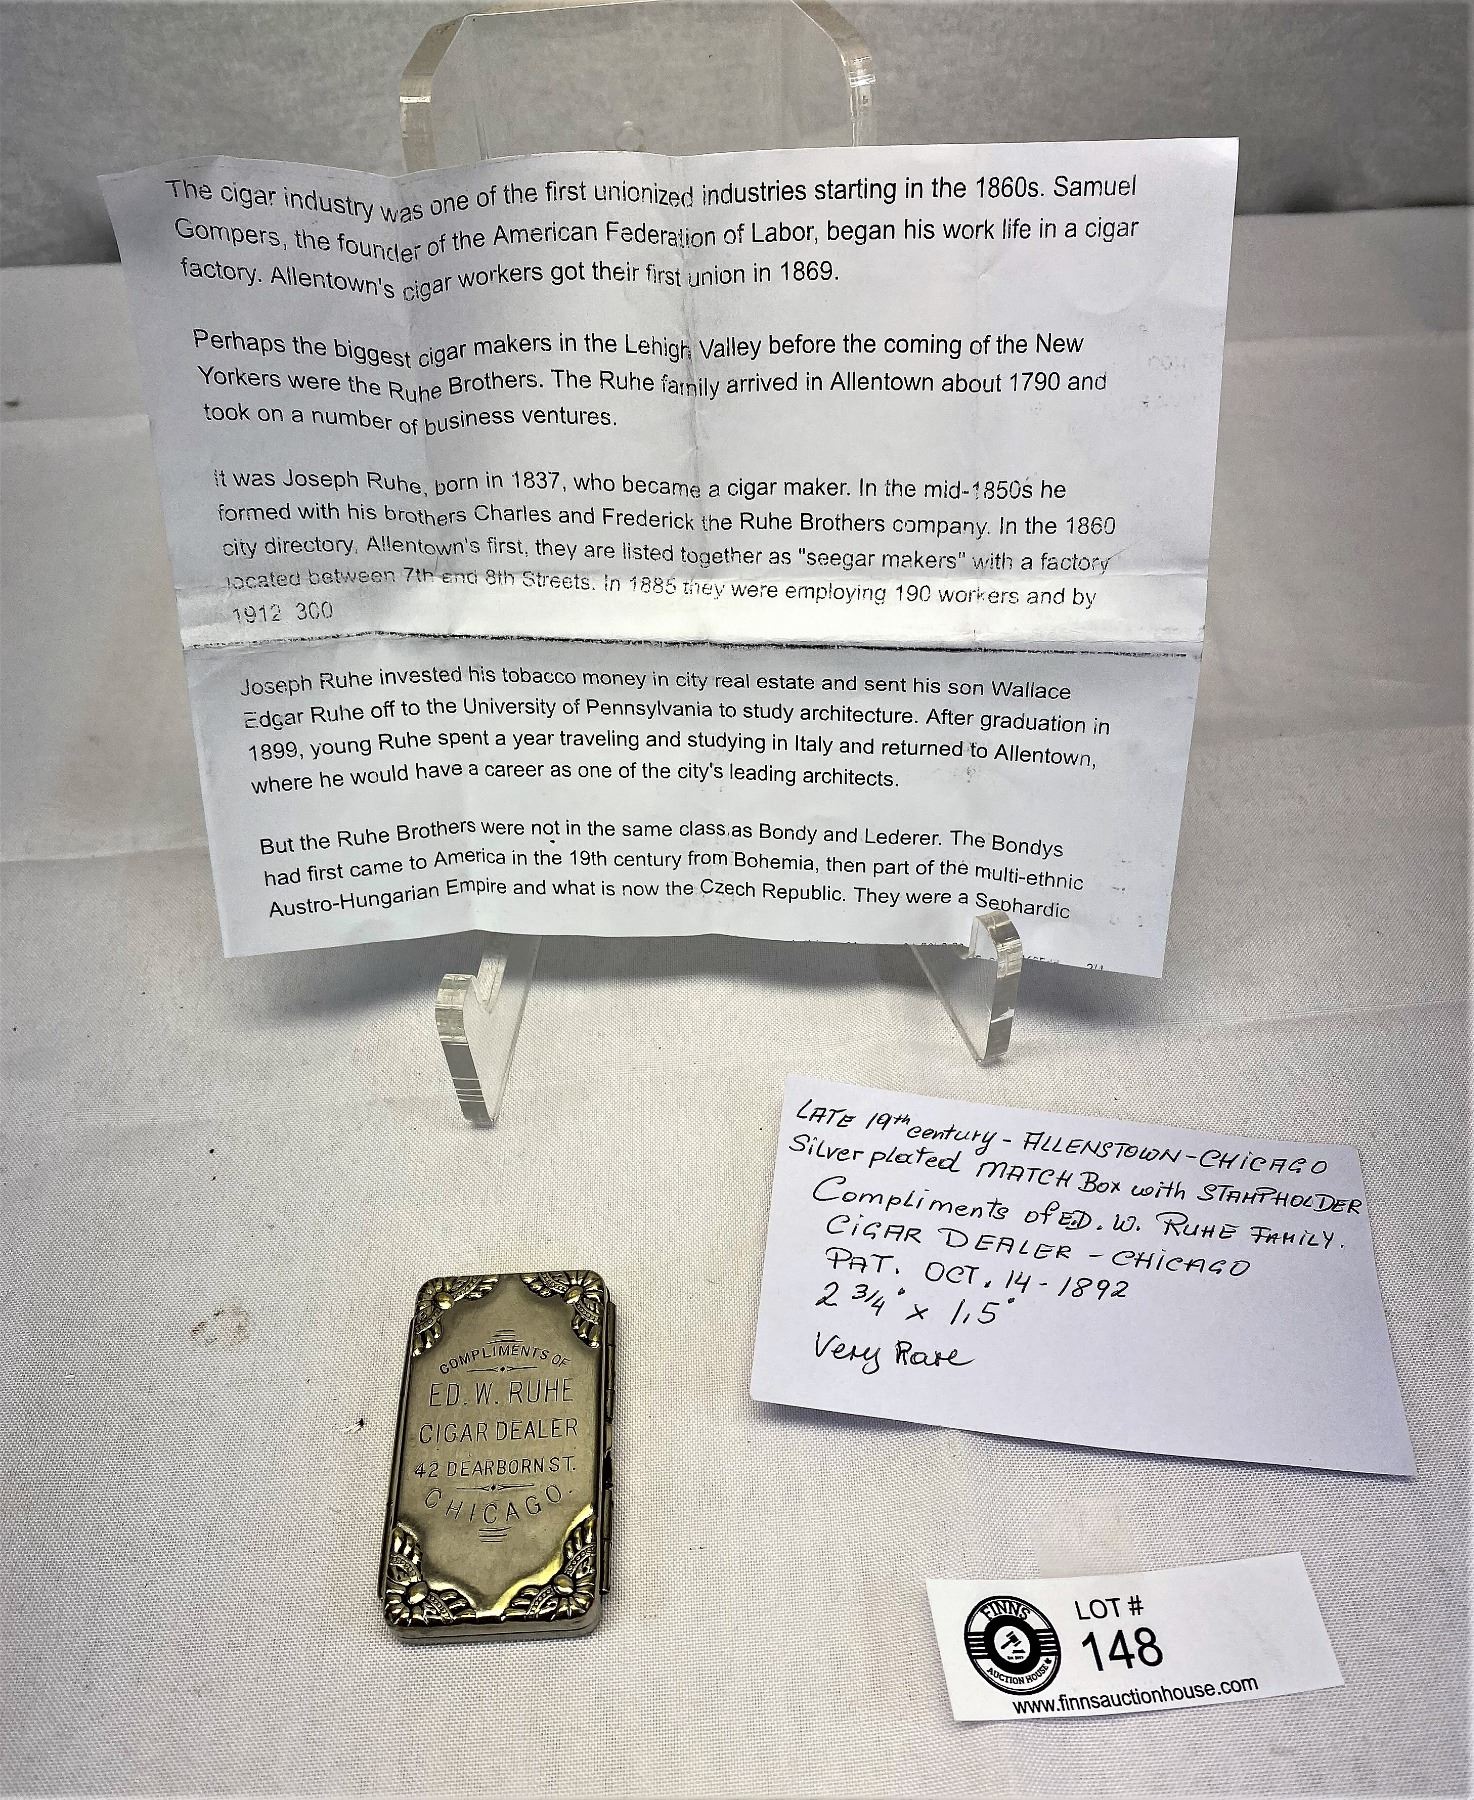 The cigar industry was one of the first unionized industries starting in the 1860s. Samuel
Gompers, the founder of the American Federation of Labor, began his work life in a cigar
factory. Allentown's cigar workers got their first union in 1869.
Perhaps the biggest cigar makers in the Lehigh Valley before the coming of the New
Yorkers were the Ruhe Brothers. The Ruhe family arrived in Allentown about 1790 and
took on a number of business ventures.
It was Joseph Ruhe, born in 1837, who became a cigar maker. In the mid-1850s he
formed with his brothers Charles and Frederick the Ruhe Brothers company. In the 1860
city directory, Allentown's first, they are listed together as "seegar makers" with a factory
located between 7th and 8th Streets. In 1885 they were employing 190 workers and by
1912 300
Joseph Ruhe invested his tobacco money in city real estate and sent his son Wallace
Edgar Ruhe off to the University of Pennsylvania to study architecture. After graduation in
1899, young Ruhe spent a year traveling and studying in Italy and returned to Allentown,
where he would have a career as one of the city's leading architects.
But the Ruhe Brothers were not in the same class as Bondy and Lederer. The Bondys
had first came to America in the 19th century from Bohemia, then part of the multi-ethnic
Austro-Hungarian Empire and what is now the Czech Republic. They were a Sephardic
LATE 19th century - ALLENSTOWN - CHICAGO
Silver plated MATCH Box with STAMPHOLDER
Compliments of ED. W. RUHE FAMILY.
CIGAR DEALER - CHICAGO
PAT. OCT. 14 - 1892
2 3/4" x 1,5"
Very Rare
COMPLIMENTS OF
ED. W. RUHE
CIGAR DEALER
42 DEARBORN ST.
CHICAGO.
FINNS
AUCTION HOUSE
LOT #
148
www.finnsauctionhouse.com